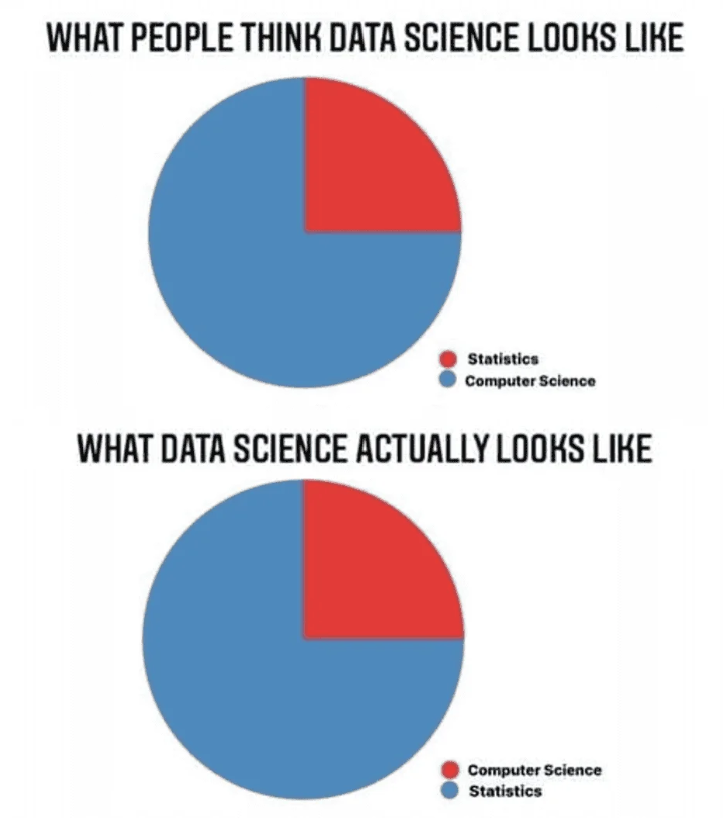 WHAT PEOPLE THINK DATA SCIENCE LOOKS LIKE
Statistics
Computer Science
WHAT DATA SCIENCE ACTUALLY LOOKS LIKE
Computer Science
Statistics